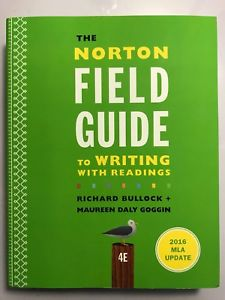 THE
NORTON
FIELD
GUIDE
TO WRITING
WITH READINGS
RICHARD BULLOCK +
MAUREEN DALY GOGGIN
2016
MLA
UPDATE
4E